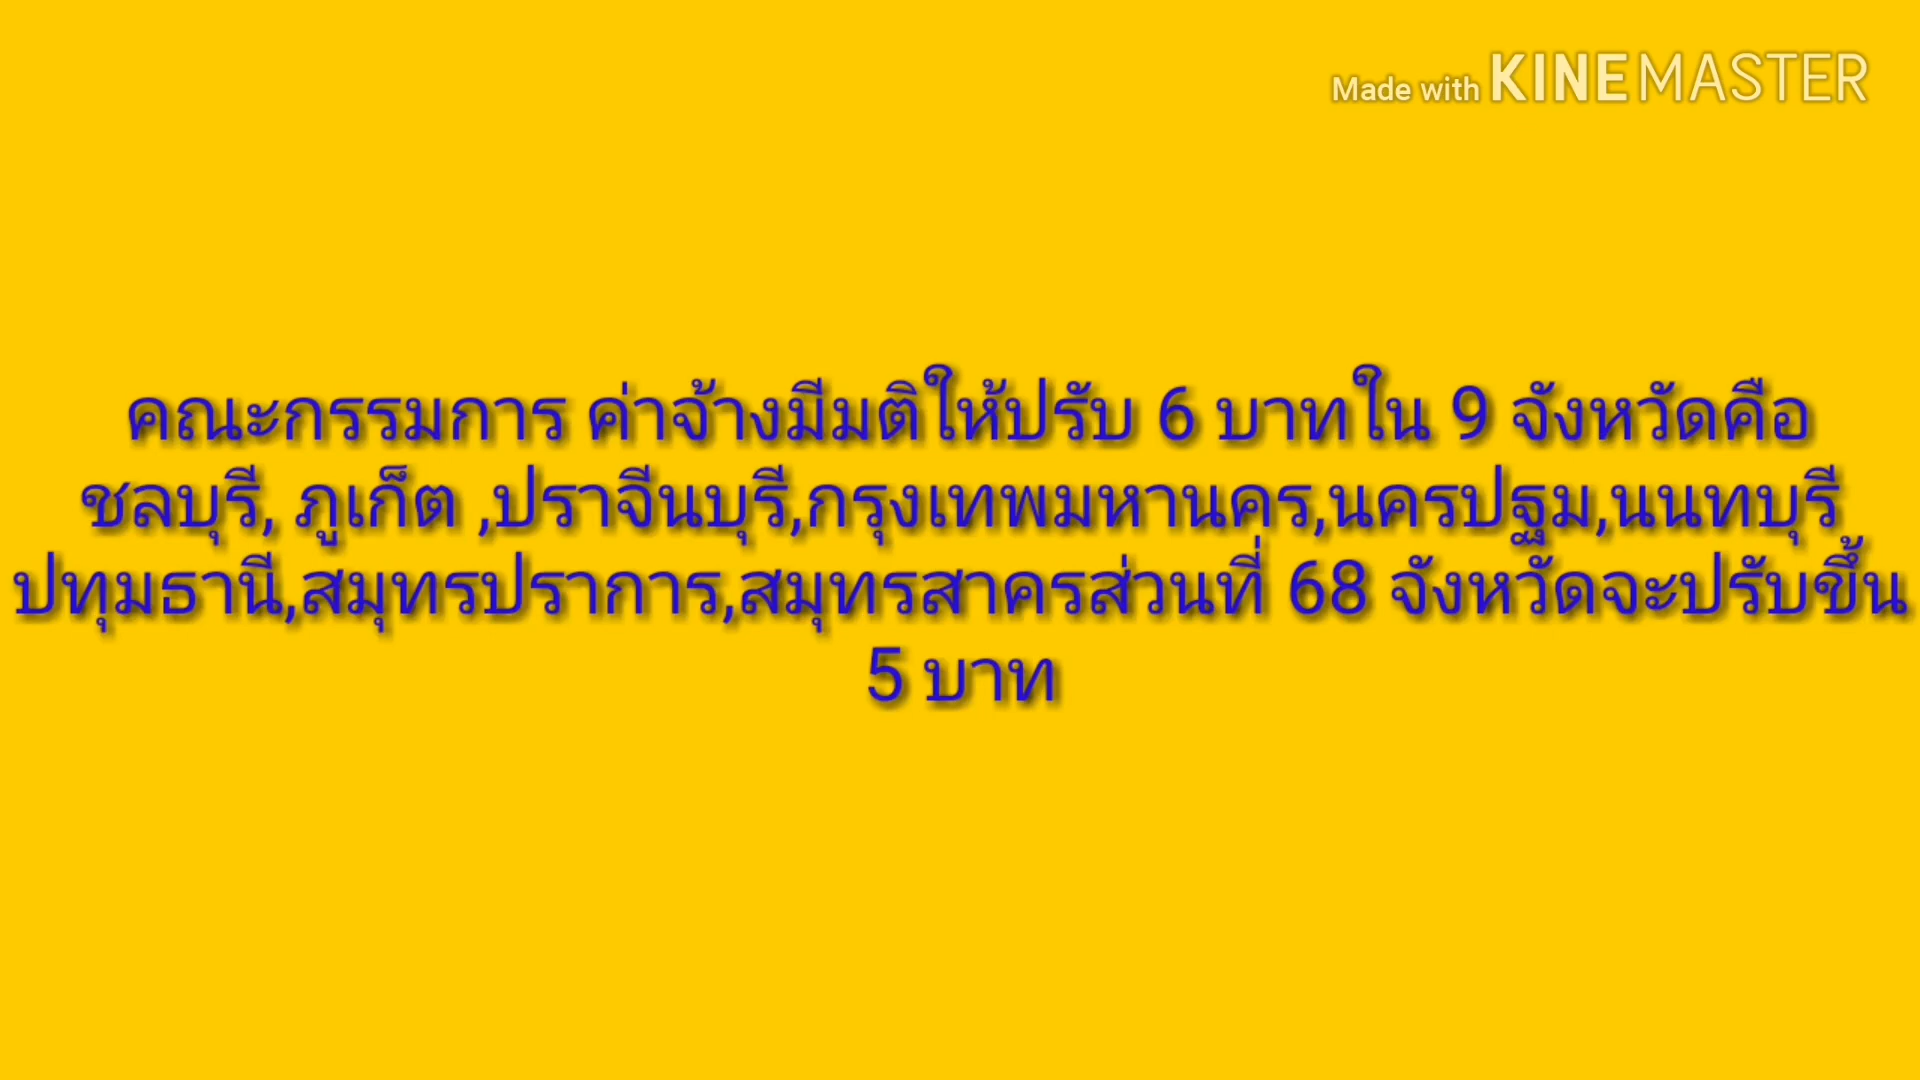 Made with KINEMASTER
คณะกรรมการ ค่าจ้างมีมติให้ปรับ 6 บาทใน 9 จังหวัดคือ
ชลบุรี, ภูเก็ต ,ปราจีนบุรี,กรุงเทพมหานคร,นครปฐม,นนทบุรี
ปทุมธานี,สมุทรปราการ,สมุทรสาครส่วนที่ 68 จังหวัดจะปรับขึ้น
5 บาท